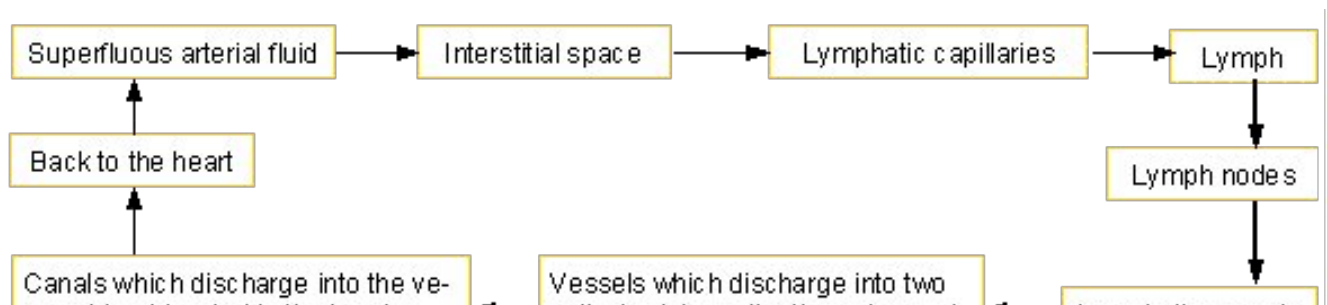 Superfluous arterial fluid
Interstitial space
Lymphatic capillaries
Lymph
Back to the heart
Lymph nodes
Canals which discharge into the ve-
Vessels which discharge into two